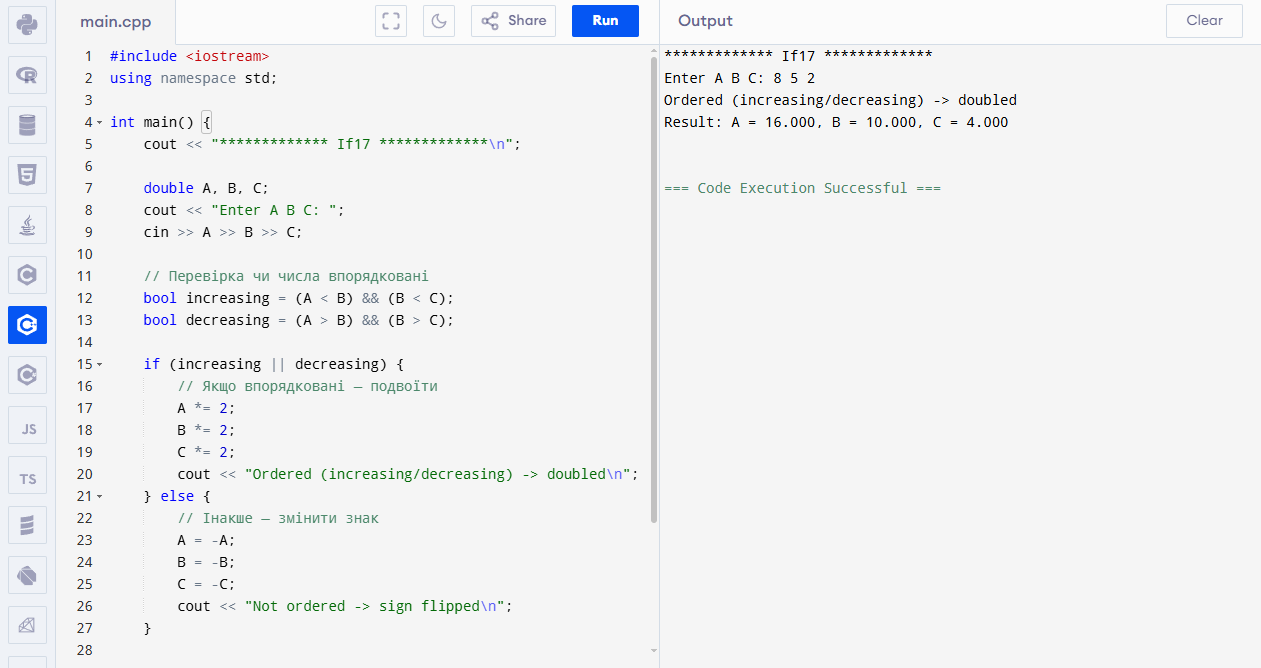 main.cpp
Share
Run
Output
Clear
1 #include <iostream>
2 using namespace std;
3
4 int main() {
5 cout << "************* If17 *************\n";
6
7 double A, B, C;
8 cout << "Enter A B C: ";
9 cin >> A >> B >> C;
10
11 // Перевірка чи числа впорядковані
12 bool increasing = (A < B) && (B < C);
13 bool decreasing = (A > B) && (B > C);
14
15 if (increasing || decreasing) {
16 // Якщо впорядковані — подвоїти
17 A *= 2;
18 B *= 2;
19 C *= 2;
20 cout << "Ordered (increasing/decreasing) -> doubled\n";
21 } else {
22 // Інакше — змінити знак
23 A = -A;
24 B = -B;
25 C = -C;
26 cout << "Not ordered -> sign flipped\n";
27 }
28
************* If17 *************
Enter A B C: 8 5 2
Ordered (increasing/decreasing) -> doubled
Result: A = 16.000, B = 10.000, C = 4.000
=== Code Execution Successful ===
R
5
JS
TS